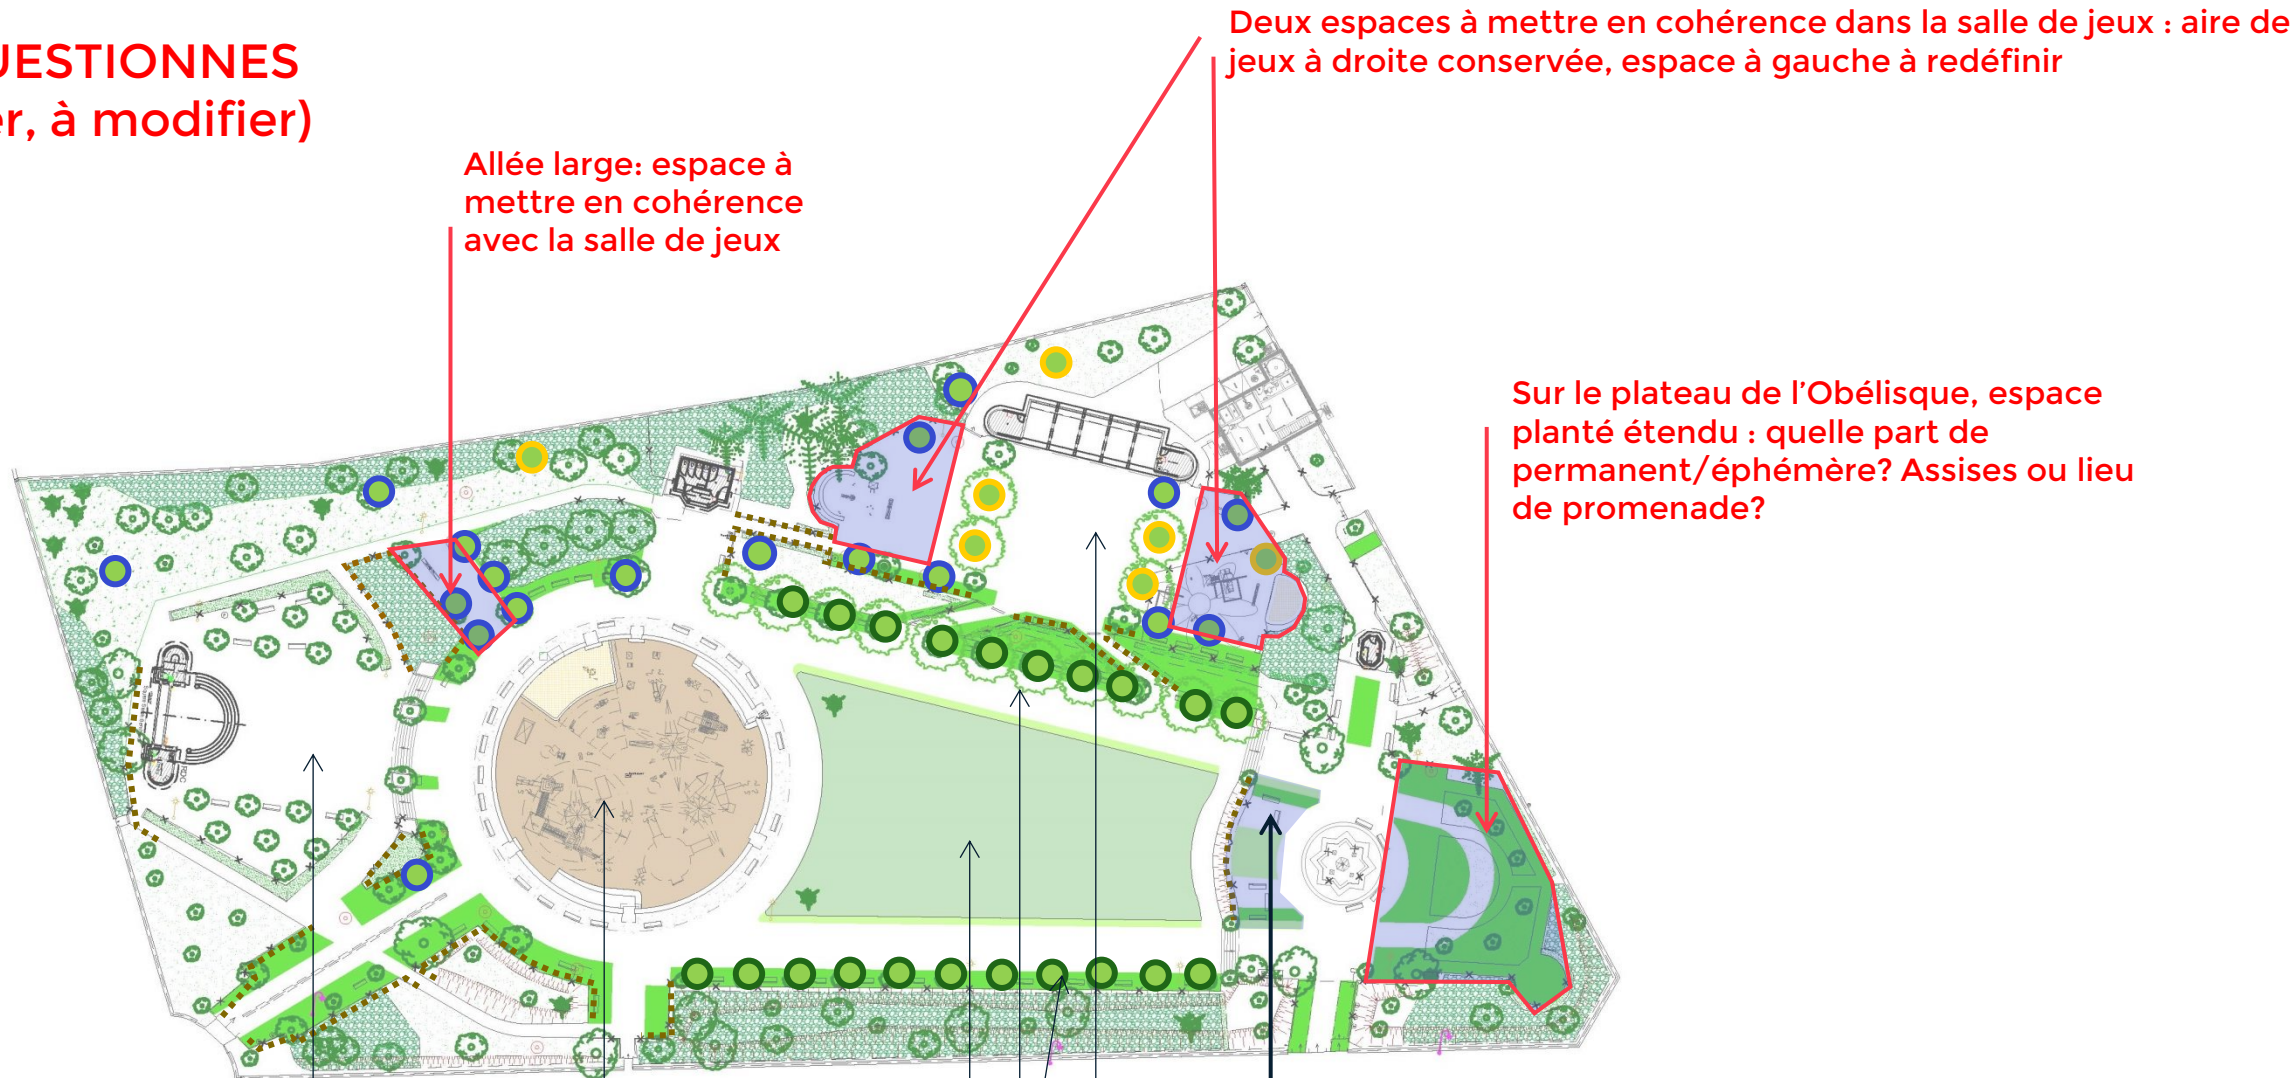 UESTIONNES
er, à modifier)
Deux espaces à mettre en cohérence dans la salle de jeux : aire de
jeux à droite conservée, espace à gauche à redéfinir
Allée large: espace à
mettre en cohérence
avec la salle de jeux
Sur le plateau de l’Obélisque, espace
planté étendu : quelle part de
permanent/éphémère? Assises ou lieu
de promenade?